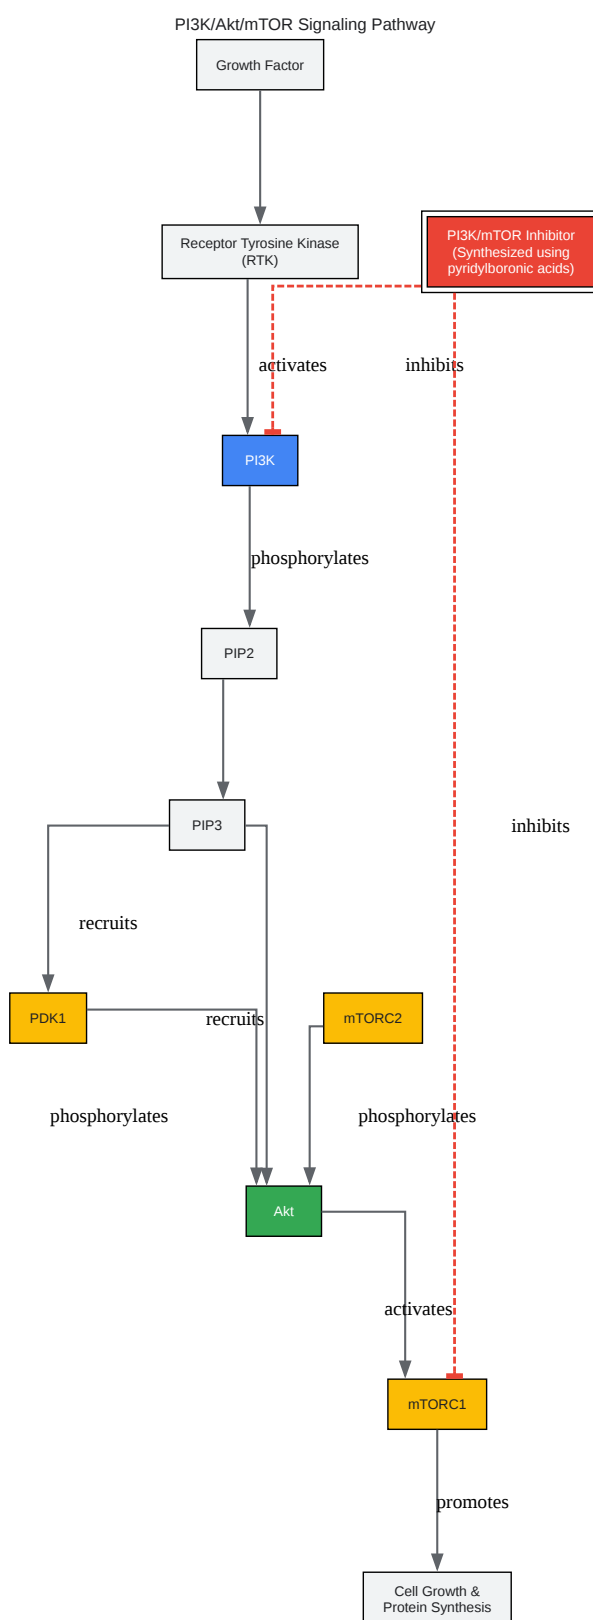 PI3K/Akt/mTOR Signaling Pathway
Growth Factor
Receptor Tyrosine Kinase
(RTK)
PI3K/mTOR Inhibitor
(Synthesized using
pyridylboronic acids)
activates
inhibits
PI3K
phosphorylates
PIP2
PIP3
inhibits
recruits
PDK1
recruits
mTORC2
phosphorylates
phosphorylates
Akt
activates
mTORC1
promotes
Cell Growth &
Protein Synthesis